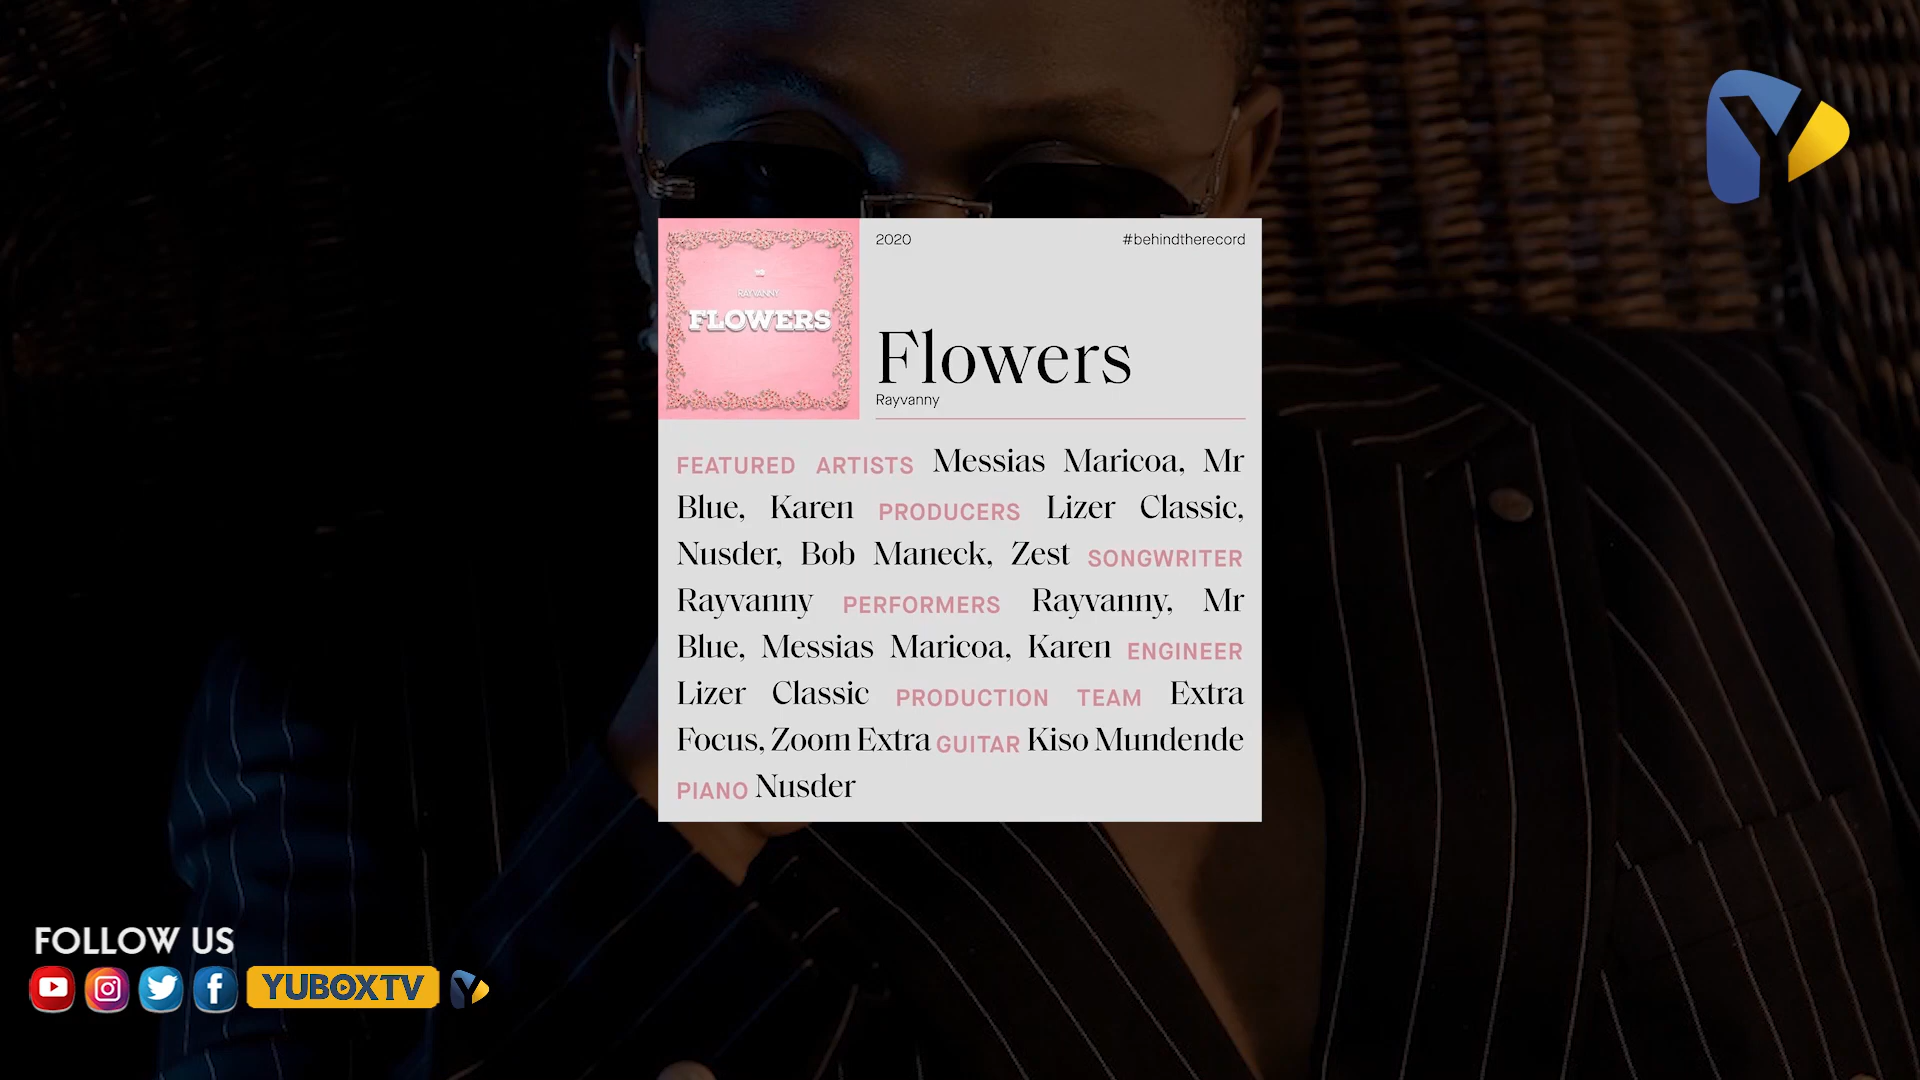 2020
#behindtherecord
RAYVANNY
FLOWERS
Flowers
Rayvanny
FEATURED ARTISTS Messias Maricoa, Mr
Blue, Karen PRODUCERS Lizer Classic,
Nusder, Bob Maneck, Zest SONGWRITER
Rayvanny PERFORMERS Rayvanny, Mr
Blue, Messias Maricoa, Karen ENGINEER
Lizer Classic PRODUCTION TEAM Extra
Focus, Zoom Extra GUITAR Kiso Mundende
PIANO Nusder
FOLLOW US
YUBOXTV